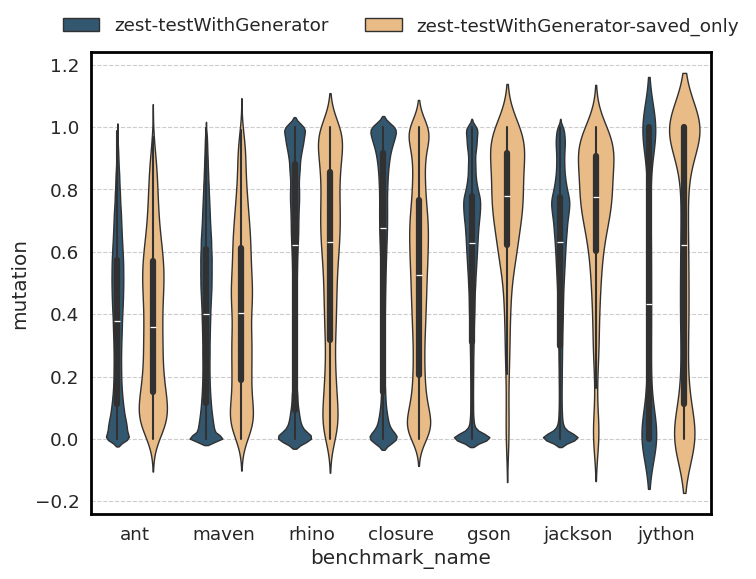 zest-testWithGenerator zest-testWithGenerator-saved_only
1.2
1.0
0.8
0.6
0.4
0.2
0.0
−0.2
mutation
ant maven rhino closure gson jackson jython
benchmark_name